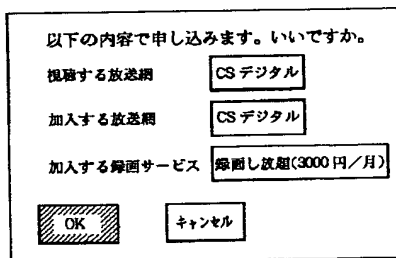 以下の内容で申し込みます。いいですか。
視聴する放送網 CSデジタル
加入する放送網 CSデジタル
加入する録画サービス 録画し放題(3000円／月)
OK キャンセル